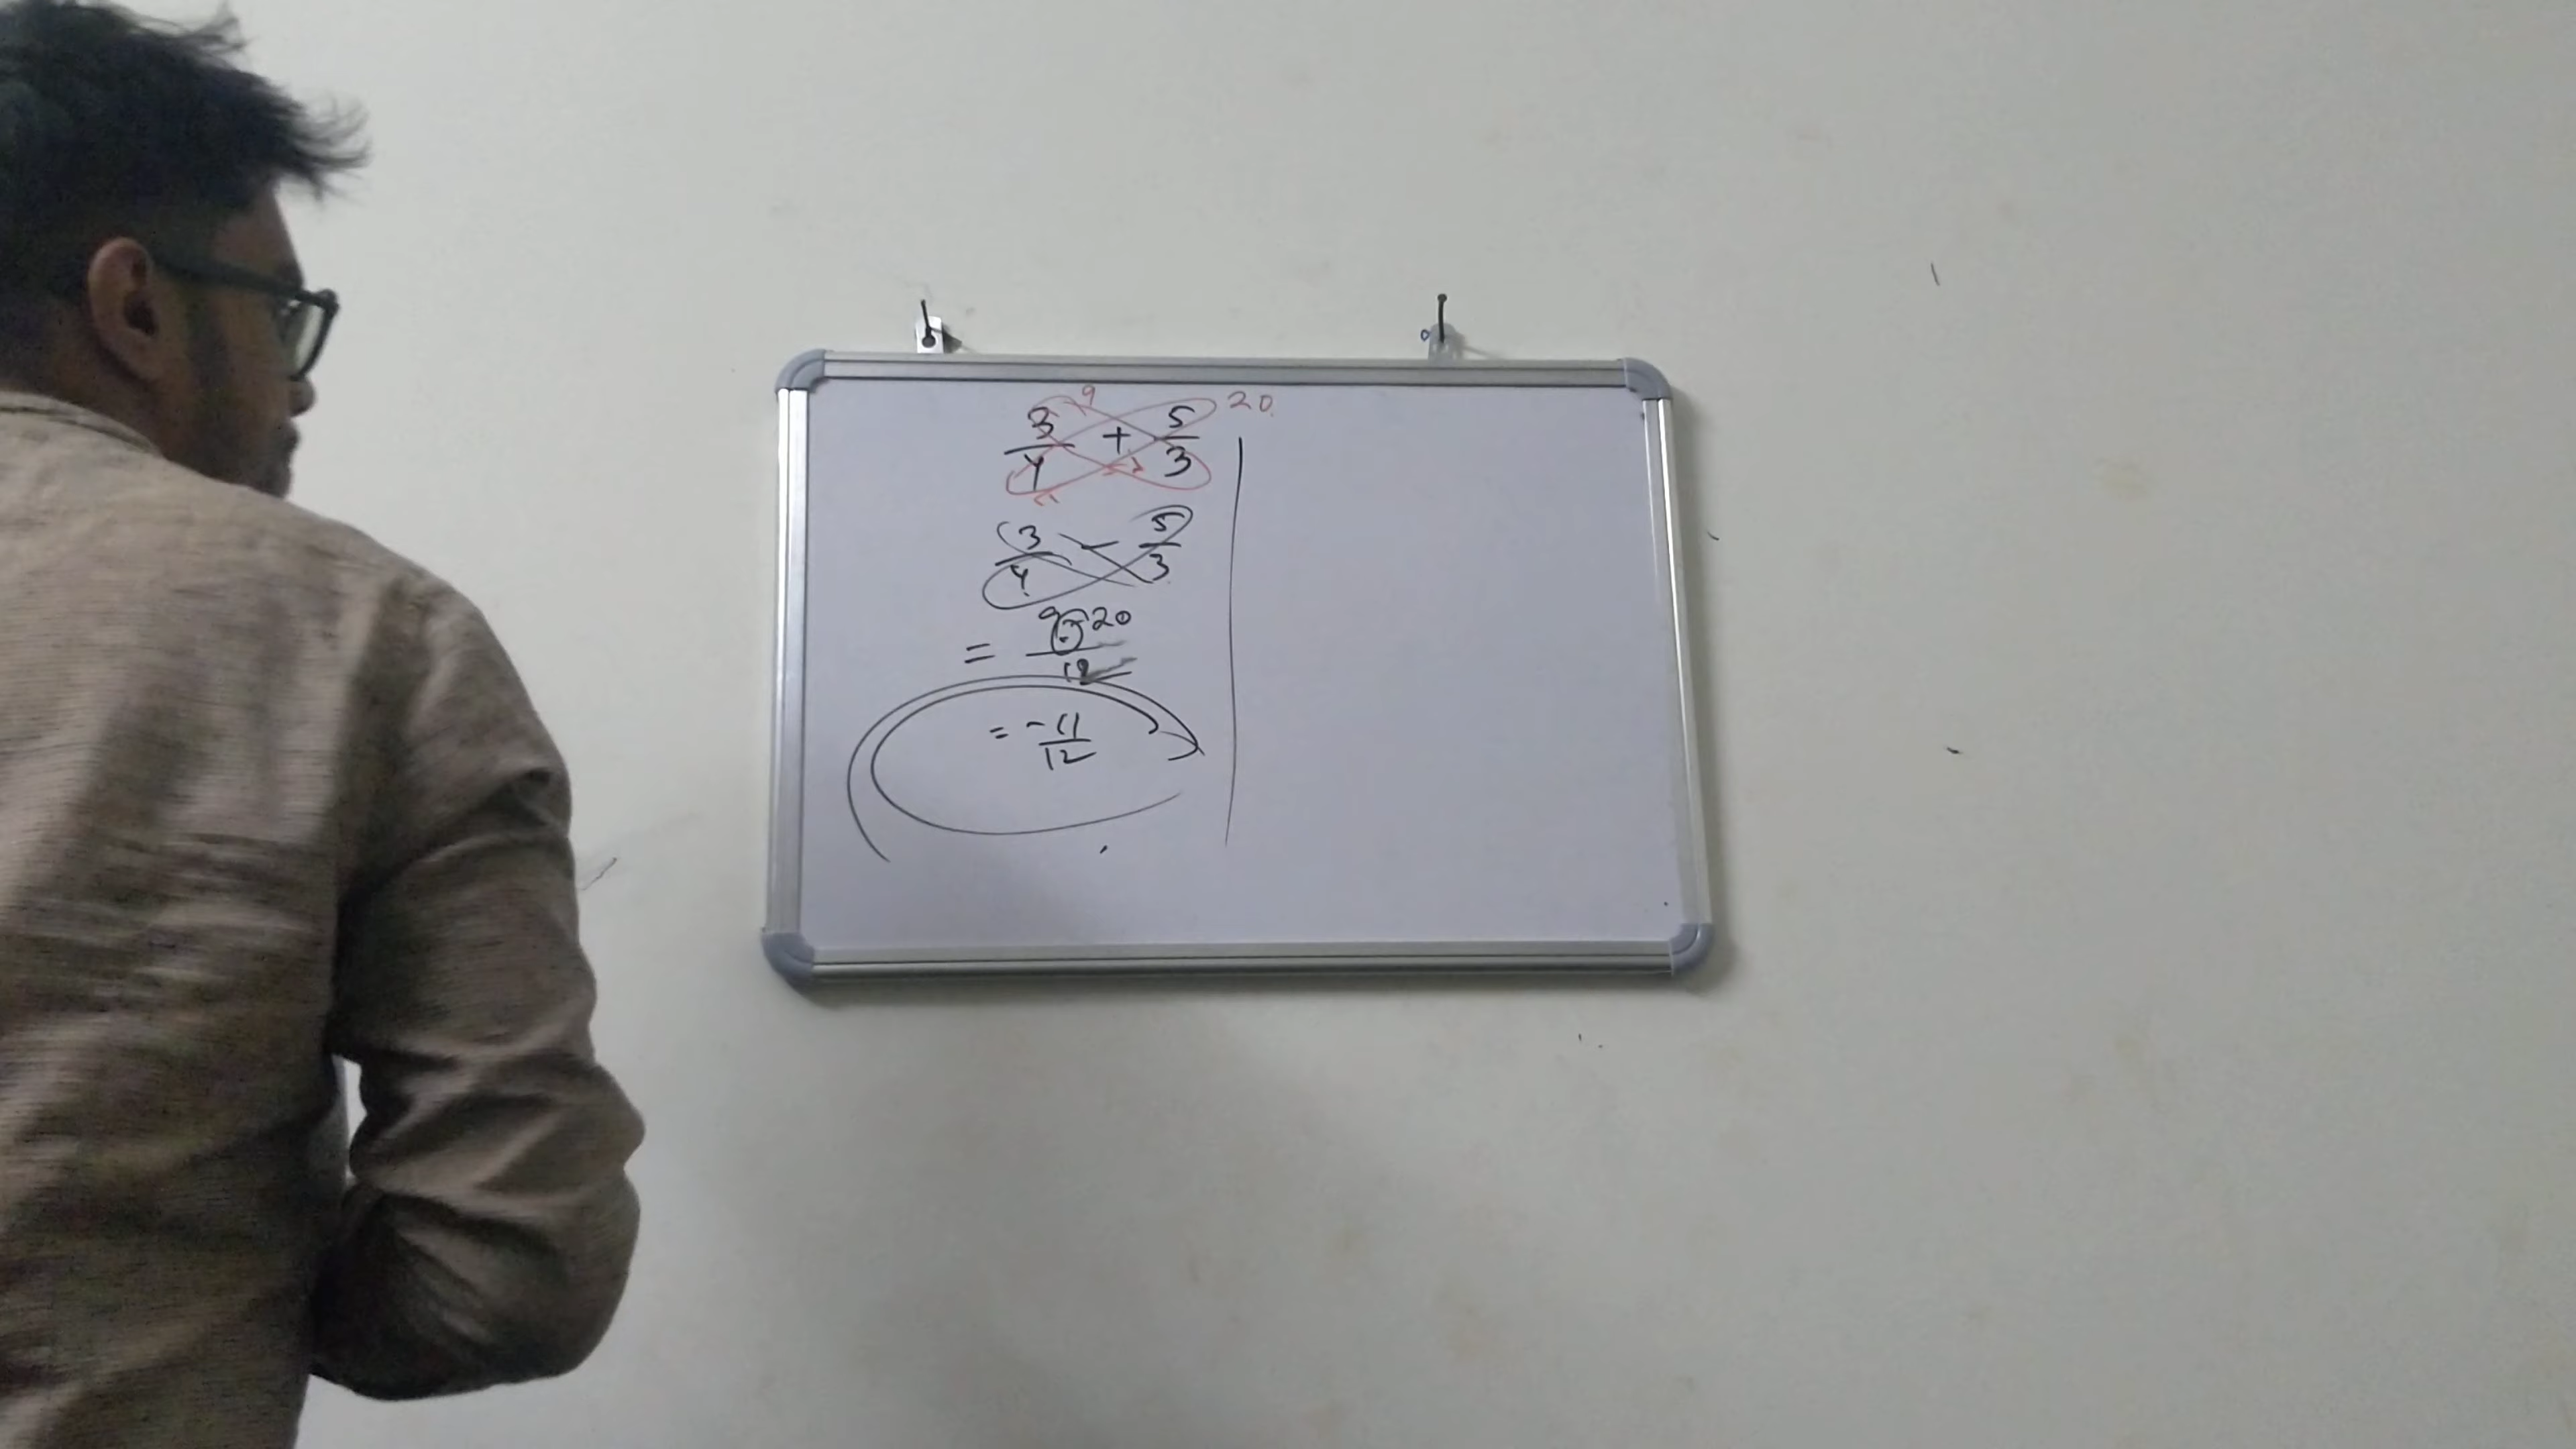 9 20
3/4 + 5/3
3/4 - 5/3
= 9-20/12
= -11/12